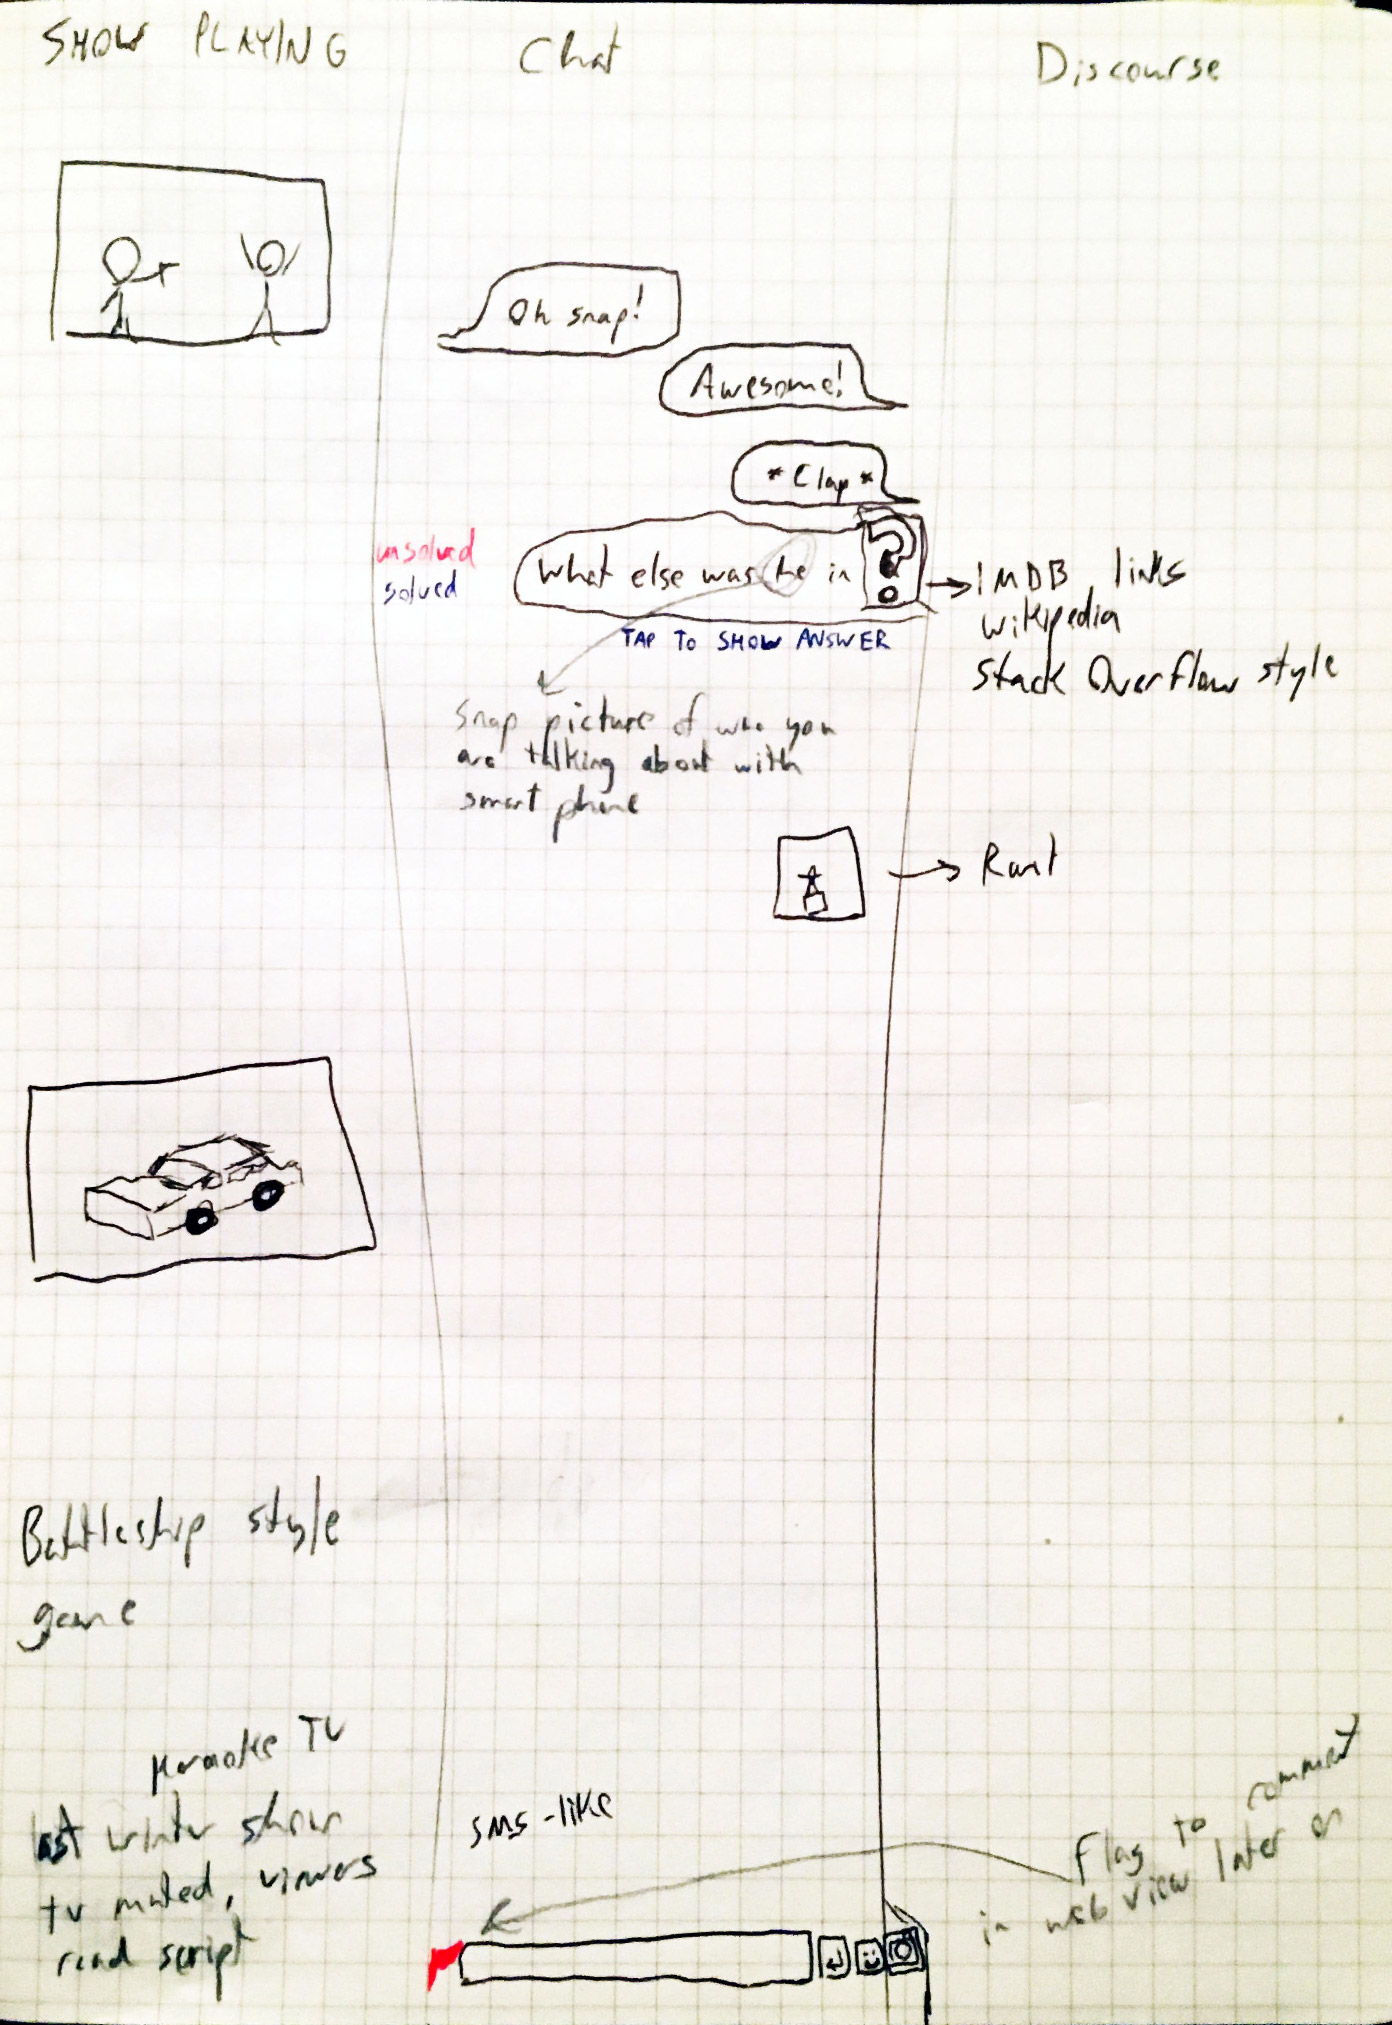 SHOW PLAYING
Chat
Discourse
Oh snap!
Awesome!
*Clap*
unsolved
solved
What else was he in ?
TAP TO SHOW ANSWER
IMDB, links
wikipedia
Stack Overflow style
Snap picture of who you
are talking about with
smart phone
Rant
Battleship style
game
Karaoke TV
last winter show
tv muted, viewers
read script
SMS-like
Flag to comment
in web view later on